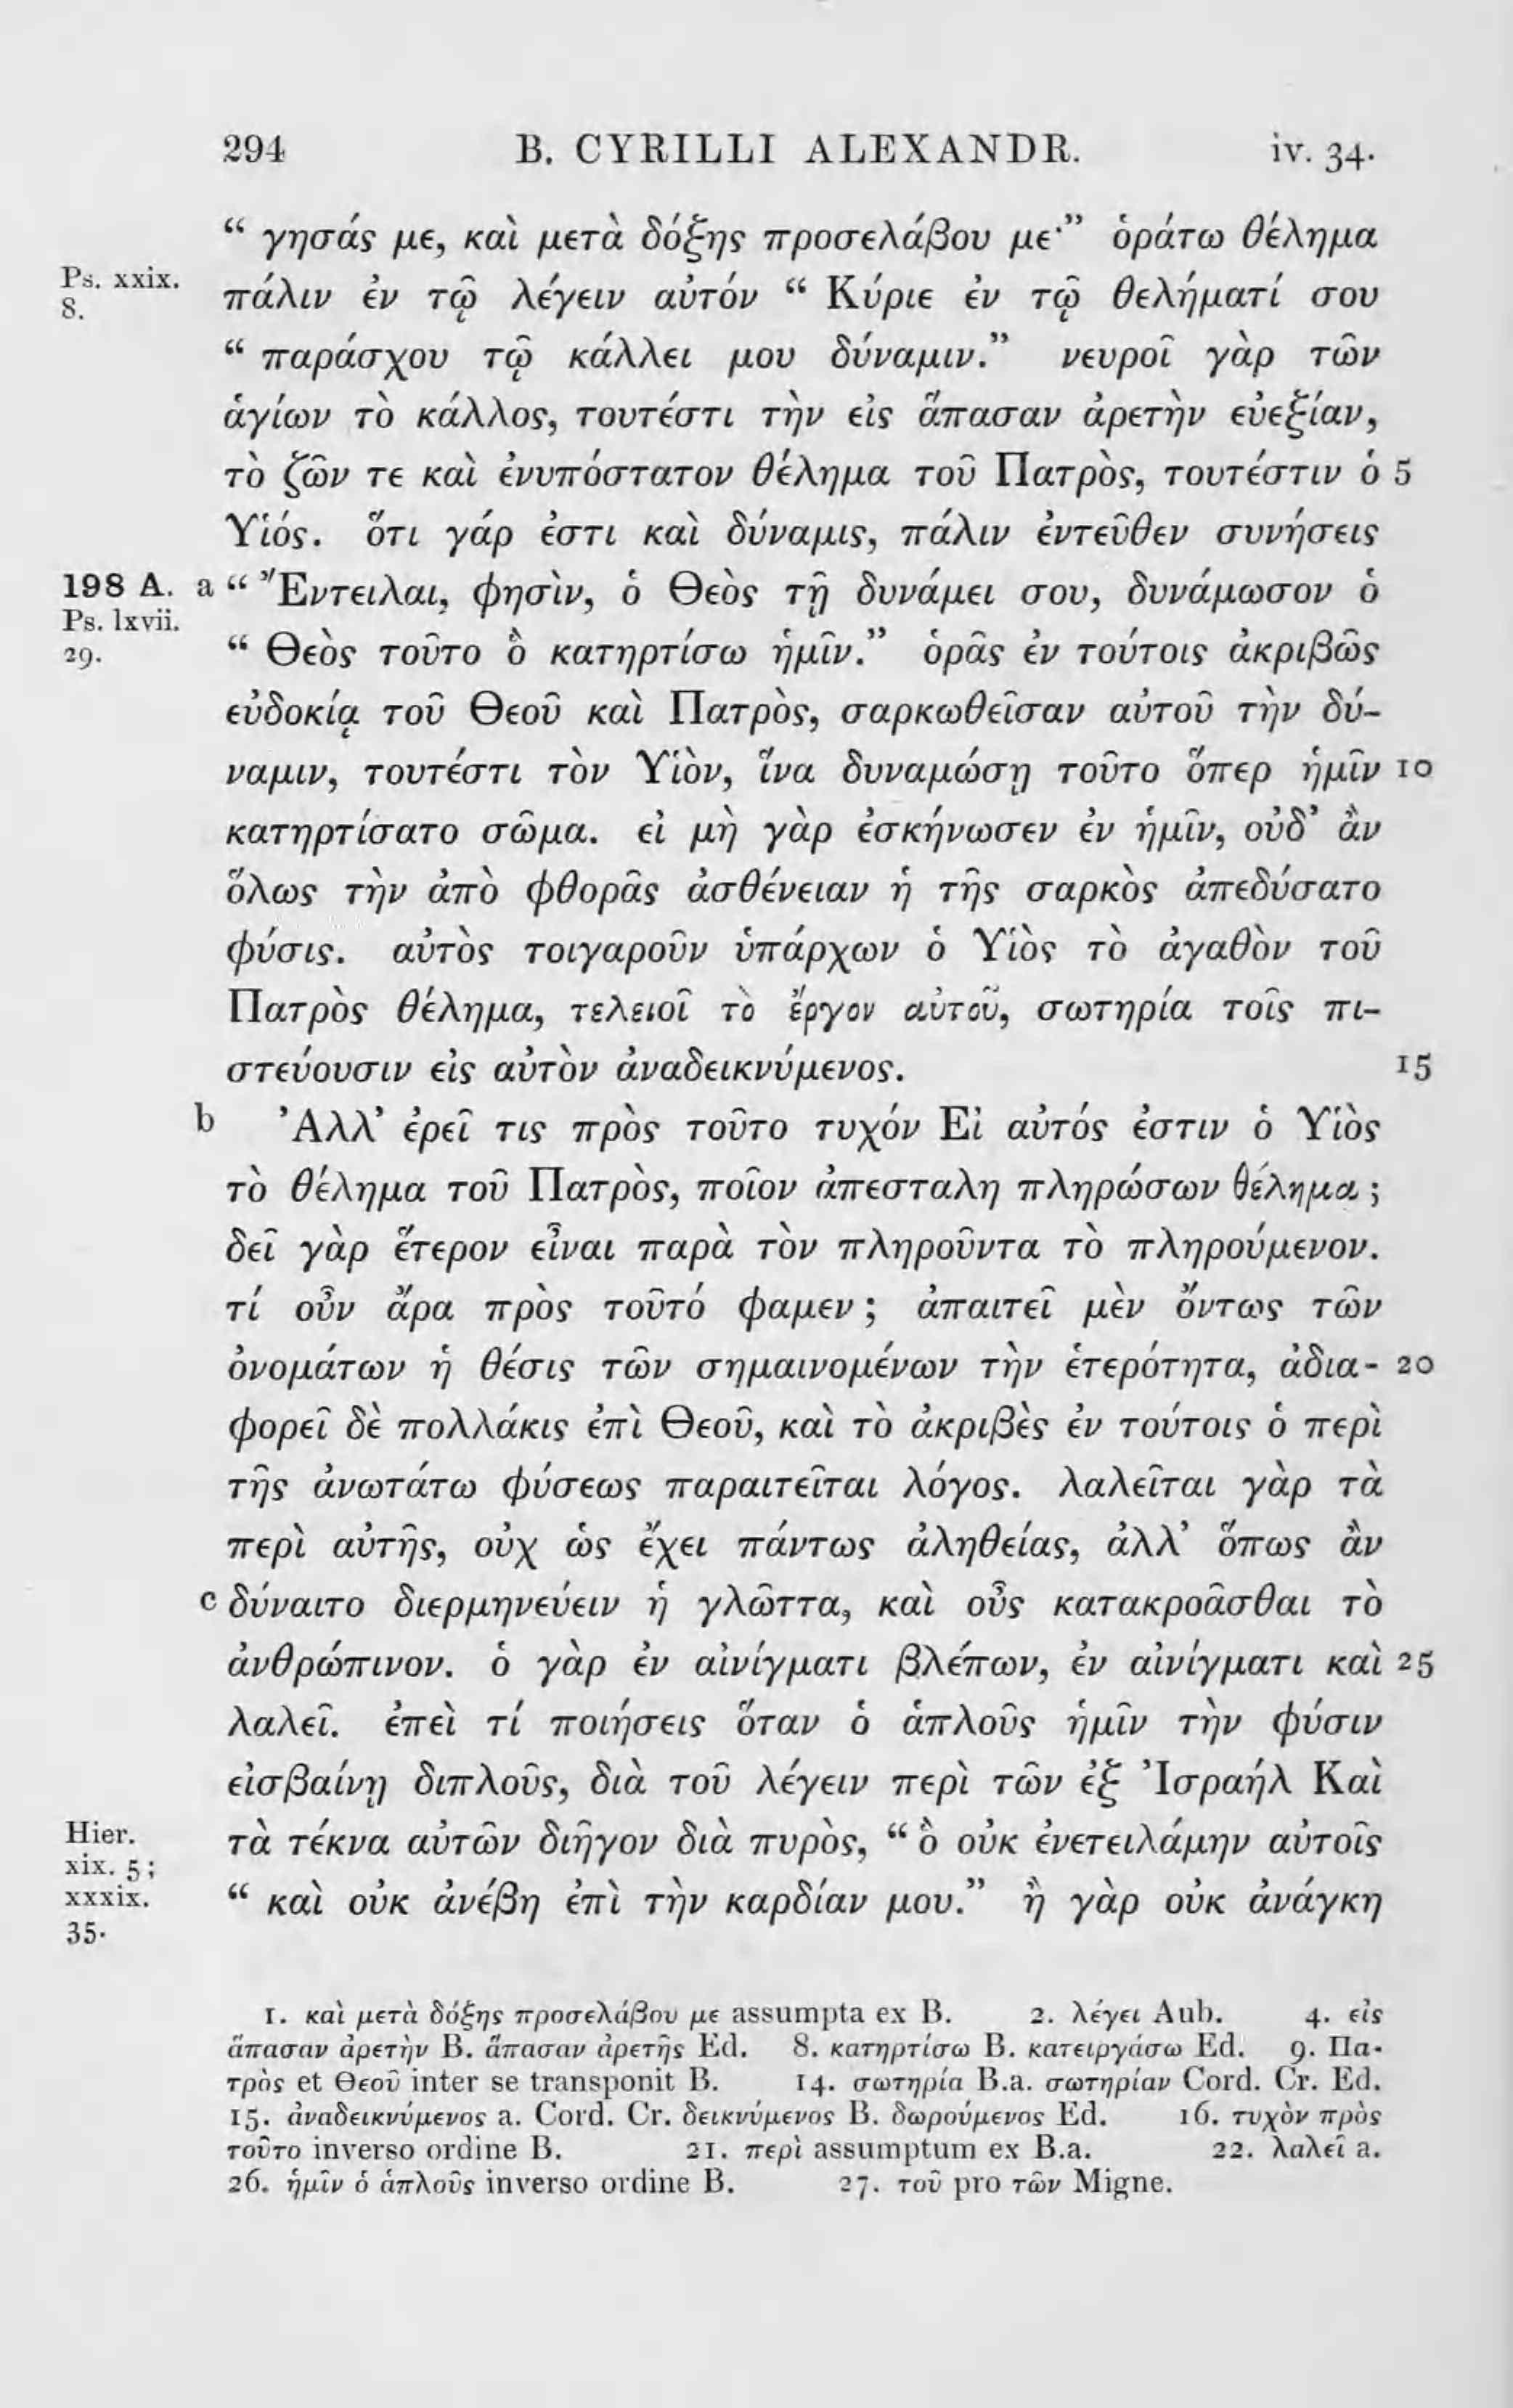 294 B. CYRILLI ALEXANDR. iv. 34.
“ γησάς με, καὶ μετὰ δόξης προσελάβου με·” ὁράτω θέλημα
Ps. xxix. 8. πάλιν ἐν τῷ λέγειν αὐτόν “ Κύριε ἐν τῷ θελήματί σου
“ παράσχου τῷ κάλλει μου δύναμιν.” νευροῖ γὰρ τῶν
ἁγίων τὸ κάλλος, τουτέστι τὴν εἰς ἅπασαν ἀρετὴν εὐεξίαν,
τὸ ζῶν τε καὶ ἐνυπόστατον θέλημα τοῦ Πατρὸς, τουτέστιν ὁ 5
Υἱός. ὅτι γάρ ἐστι καὶ δύναμις, πάλιν ἐντεῦθεν συνήσεις
198 A. a “ Ἔντειλαι, φησὶν, ὁ Θεὸς τῇ δυνάμει σου, δυνάμωσον ὁ
Ps. lxvii. 29. “ Θεὸς τοῦτο ὃ κατηρτίσω ἡμῖν.” ὁρᾷς ἐν τούτοις ἀκριβῶς
εὐδοκίᾳ τοῦ Θεοῦ καὶ Πατρὸς, σαρκωθεῖσαν αὐτοῦ τὴν δύ-
ναμιν, τουτέστι τὸν Υἱὸν, ἵνα δυναμώσῃ τοῦτο ὅπερ ἡμῖν 10
κατηρτίσατο σῶμα. εἰ μὴ γὰρ ἐσκήνωσεν ἐν ἡμῖν, οὐδ’ ἂν
ὅλως τὴν ἀπὸ φθορᾶς ἀσθένειαν ἡ τῆς σαρκὸς ἀπεδύσατο
φύσις. αὐτὸς τοιγαροῦν ὑπάρχων ὁ Υἱὸς τὸ ἀγαθὸν τοῦ
Πατρὸς θέλημα, τελειοῖ τὸ ἔργον αὐτοῦ, σωτηρία τοῖς πι-
στεύουσιν εἰς αὐτὸν ἀναδεικνύμενος. 15
b Ἀλλ’ ἐρεῖ τις πρὸς τοῦτο τυχόν Εἰ αὐτός ἐστιν ὁ Υἱὸς
τὸ θέλημα τοῦ Πατρὸς, ποῖον ἀπεσταλη πληρώσων θέλημα ;
δεῖ γὰρ ἕτερον εἶναι παρὰ τὸν πληροῦντα τὸ πληρούμενον.
τί οὖν ἄρα πρὸς τοῦτό φαμεν ; ἀπαιτεῖ μὲν ὄντως τῶν
ὀνομάτων ἡ θέσις τῶν σημαινομένων τὴν ἑτερότητα, ἀδια- 20
φορεῖ δὲ πολλάκις ἐπὶ Θεοῦ, καὶ τὸ ἀκριβὲς ἐν τούτοις ὁ περὶ
τῆς ἀνωτάτω φύσεως παραιτεῖται λόγος. λαλεῖται γὰρ τὰ
περὶ αὐτῆς, οὐχ ὡς ἔχει πάντως ἀληθείας, ἀλλ’ ὅπως ἂν
c δύναιτο διερμηνεύειν ἡ γλῶττα, καὶ οὖς κατακροᾶσθαι τὸ
ἀνθρώπινον. ὁ γὰρ ἐν αἰνίγματι βλέπων, ἐν αἰνίγματι καὶ 25
λαλεῖ. ἐπεὶ τί ποιήσεις ὅταν ὁ ἁπλοῦς ἡμῖν τὴν φύσιν
εἰσβαίνῃ διπλοῦς, διὰ τοῦ λέγειν περὶ τῶν ἐξ Ἰσραήλ Καὶ
Hier. xix. 5; τὰ τέκνα αὐτῶν διῆγον διὰ πυρὸς, “ ὃ οὐκ ἐνετειλάμην αὐτοῖς
xxxix. 35. “ καὶ οὐκ ἀνέβη ἐπὶ τὴν καρδίαν μου.” ἢ γὰρ οὐκ ἀνάγκη
1. καὶ μετὰ δόξης προσελάβου με assumpta ex B. 2. λέγει Aub. 4. εἰς
ἅπασαν ἀρετὴν B. ἅπασαν ἀρετῆς Ed. 8. κατηρτίσω B. κατειργάσω Ed. 9. Πα-
τρὸς et Θεοῦ inter se transponit B. 14. σωτηρία B.a. σωτηρίαν Cord. Cr. Ed.
15. ἀναδεικνύμενος a. Cord. Cr. δεικνύμενος B. δωρούμενος Ed. 16. τυχὸν πρὸς
τοῦτο inverso ordine B. 21. περὶ assumptum ex B.a. 22. λαλεῖ a.
26. ἡμῖν ὁ ἁπλοῦς inverso ordine B. 27. τοῦ pro τῶν Migne.